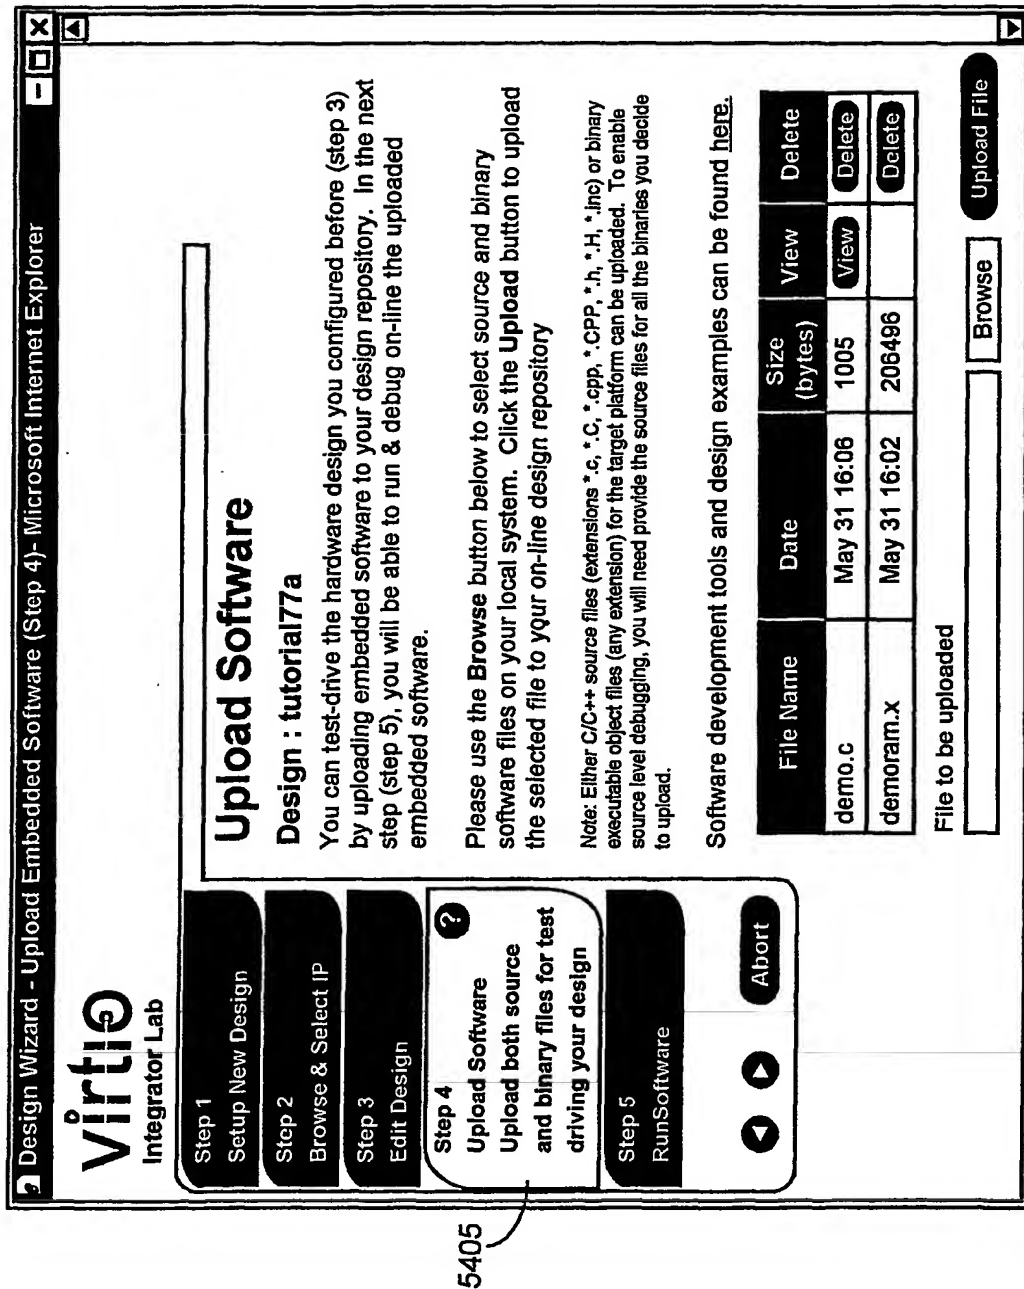 Design Wizard - Upload Embedded Software (Step 4)- Microsoft Internet Explorer
Virtio
Integrator Lab
Step 1
Setup New Design
Step 2
Browse & Select IP
Step 3
Edit Design
Step 4
?
Upload Software
Upload both source
and binary files for test
driving your design
Step 5
RunSoftware
Abort
5405
Upload Software
Design : tutorial77a
You can test-drive the hardware design you configured before (step 3)
by uploading embedded software to your design repository. In the next
step (step 5), you will be able to run & debug on-line the uploaded
embedded software.
Please use the Browse button below to select source and binary
software files on your local system. Click the Upload button to upload
the selected file to your on-line design repository
Note: Either C/C++ source files (extensions *.c, *.C, *.cpp, *.CPP, *.h, *.H, *.inc) or binary
executable object files (any extension) for the target platform can be uploaded. To enable
source level debugging, you will need provide the source files for all the binaries you decide
to upload.
Software development tools and design examples can be found here.
File Name Date Size (bytes) View Delete
demo.c May 31 16:06 1005 View Delete
demoram.x May 31 16:02 206496 Delete
File to be uploaded
Browse Upload File